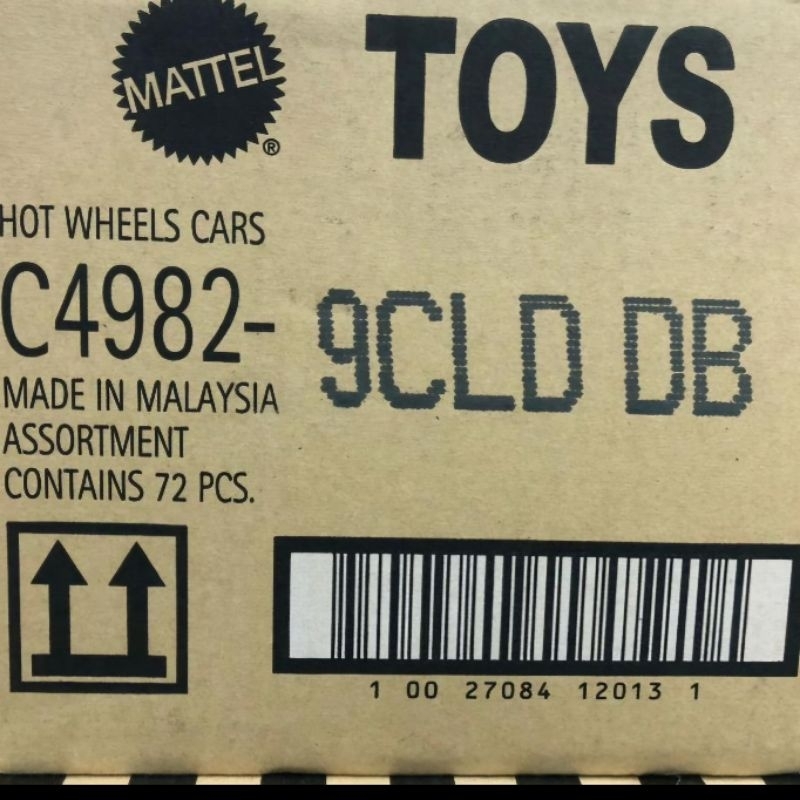 MATTEL
®
TOYS
HOT WHEELS CARS
C4982- 9CLD DB
MADE IN MALAYSIA
ASSORTMENT
CONTAINS 72 PCS.
1 00 27084 12013 1